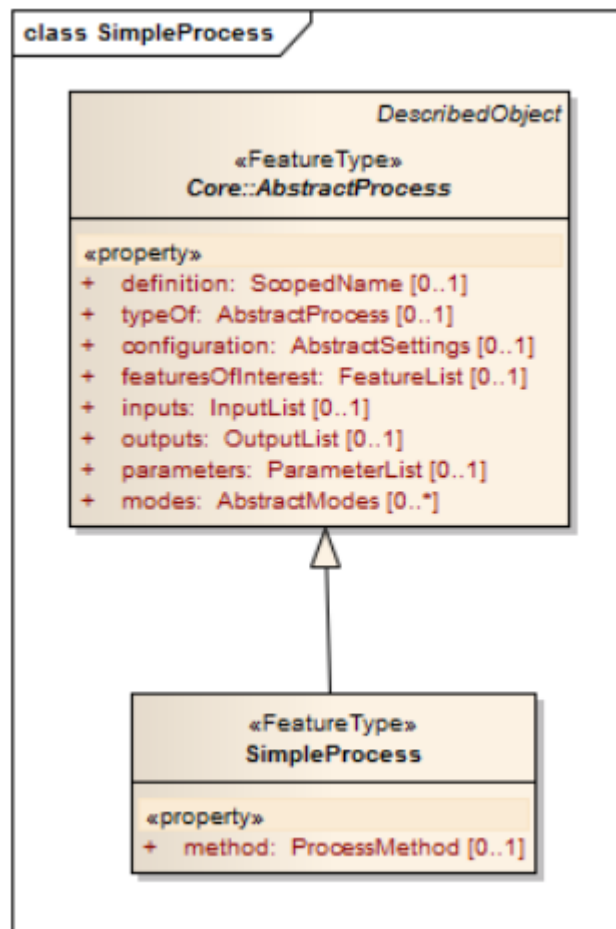 class SimpleProcess
DescribedObject
«FeatureType»
Core::AbstractProcess
«property»
+ definition: ScopedName [0..1]
+ typeOf: AbstractProcess [0..1]
+ configuration: AbstractSettings [0..1]
+ featuresOfInterest: FeatureList [0..1]
+ inputs: InputList [0..1]
+ outputs: OutputList [0..1]
+ parameters: ParameterList [0..1]
+ modes: AbstractModes [0..*]
«FeatureType»
SimpleProcess
«property»
+ method: ProcessMethod [0..1]